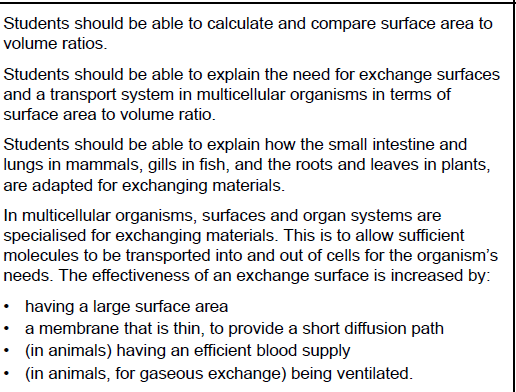 Students should be able to calculate and compare surface area to
volume ratios.
Students should be able to explain the need for exchange surfaces
and a transport system in multicellular organisms in terms of
surface area to volume ratio.
Students should be able to explain how the small intestine and
lungs in mammals, gills in fish, and the roots and leaves in plants,
are adapted for exchanging materials.
In multicellular organisms, surfaces and organ systems are
specialised for exchanging materials. This is to allow sufficient
molecules to be transported into and out of cells for the organism’s
needs. The effectiveness of an exchange surface is increased by:
• having a large surface area
• a membrane that is thin, to provide a short diffusion path
• (in animals) having an efficient blood supply
• (in animals, for gaseous exchange) being ventilated.